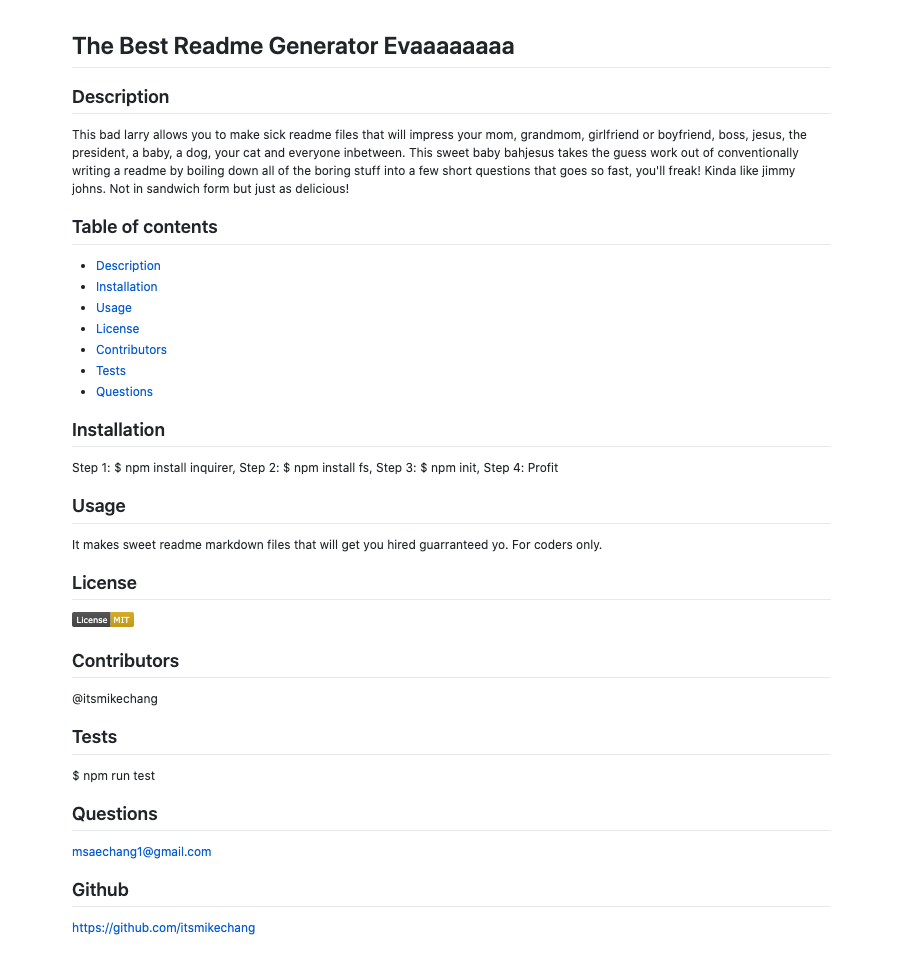 The Best Readme Generator Evaaaaaaaa
Description
This bad larry allows you to make sick readme files that will impress your mom, grandmom, girlfriend or boyfriend, boss, jesus, the
president, a baby, a dog, your cat and everyone inbetween. This sweet baby bahjesus takes the guess work out of conventionally
writing a readme by boiling down all of the boring stuff into a few short questions that goes so fast, you'll freak! Kinda like jimmy
johns. Not in sandwich form but just as delicious!
Table of contents
Description
Installation
Usage
License
Contributors
Tests
Questions
Installation
Step 1: $ npm install inquirer, Step 2: $ npm install fs, Step 3: $ npm init, Step 4: Profit
Usage
It makes sweet readme markdown files that will get you hired guarranteed yo. For coders only.
License
License MIT
Contributors
@itsmikechang
Tests
$ npm run test
Questions
msaechang1@gmail.com
Github
https://github.com/itsmikechang